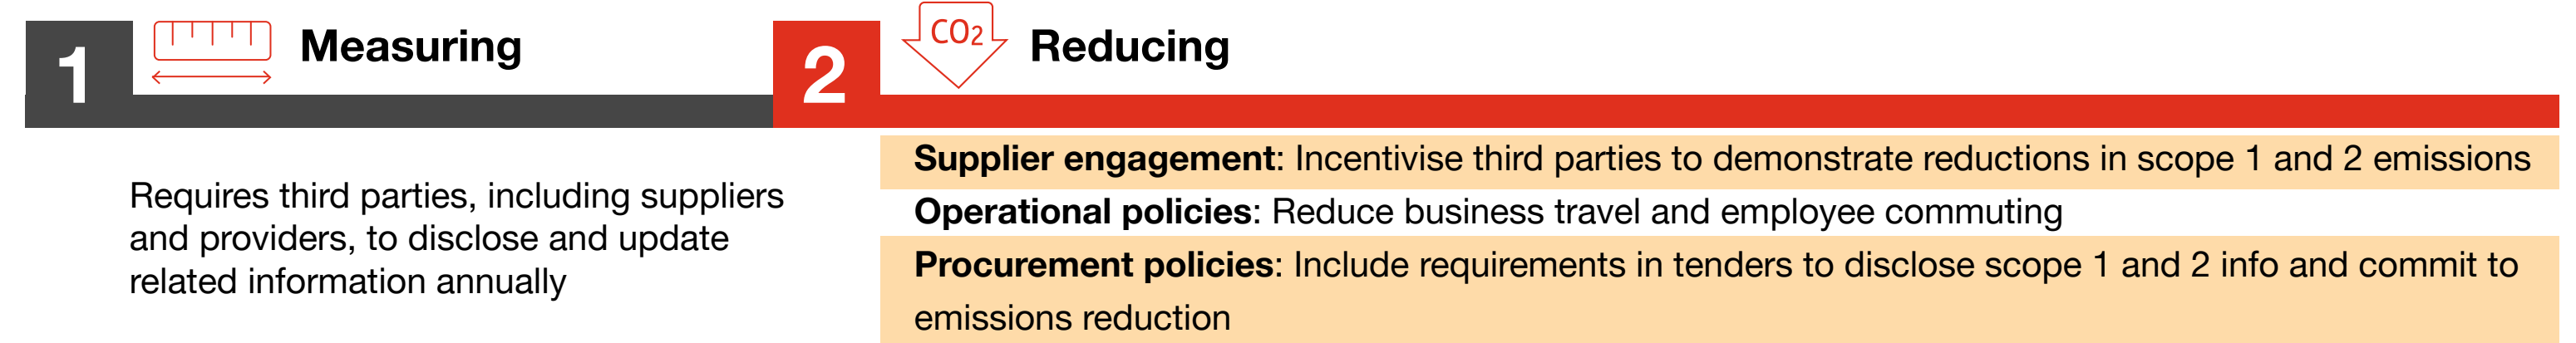 1
Measuring
2
CO2
Reducing
Requires third parties, including suppliers
and providers, to disclose and update
related information annually
Supplier engagement: Incentivise third parties to demonstrate reductions in scope 1 and 2 emissions
Operational policies: Reduce business travel and employee commuting
Procurement policies: Include requirements in tenders to disclose scope 1 and 2 info and commit to
emissions reduction